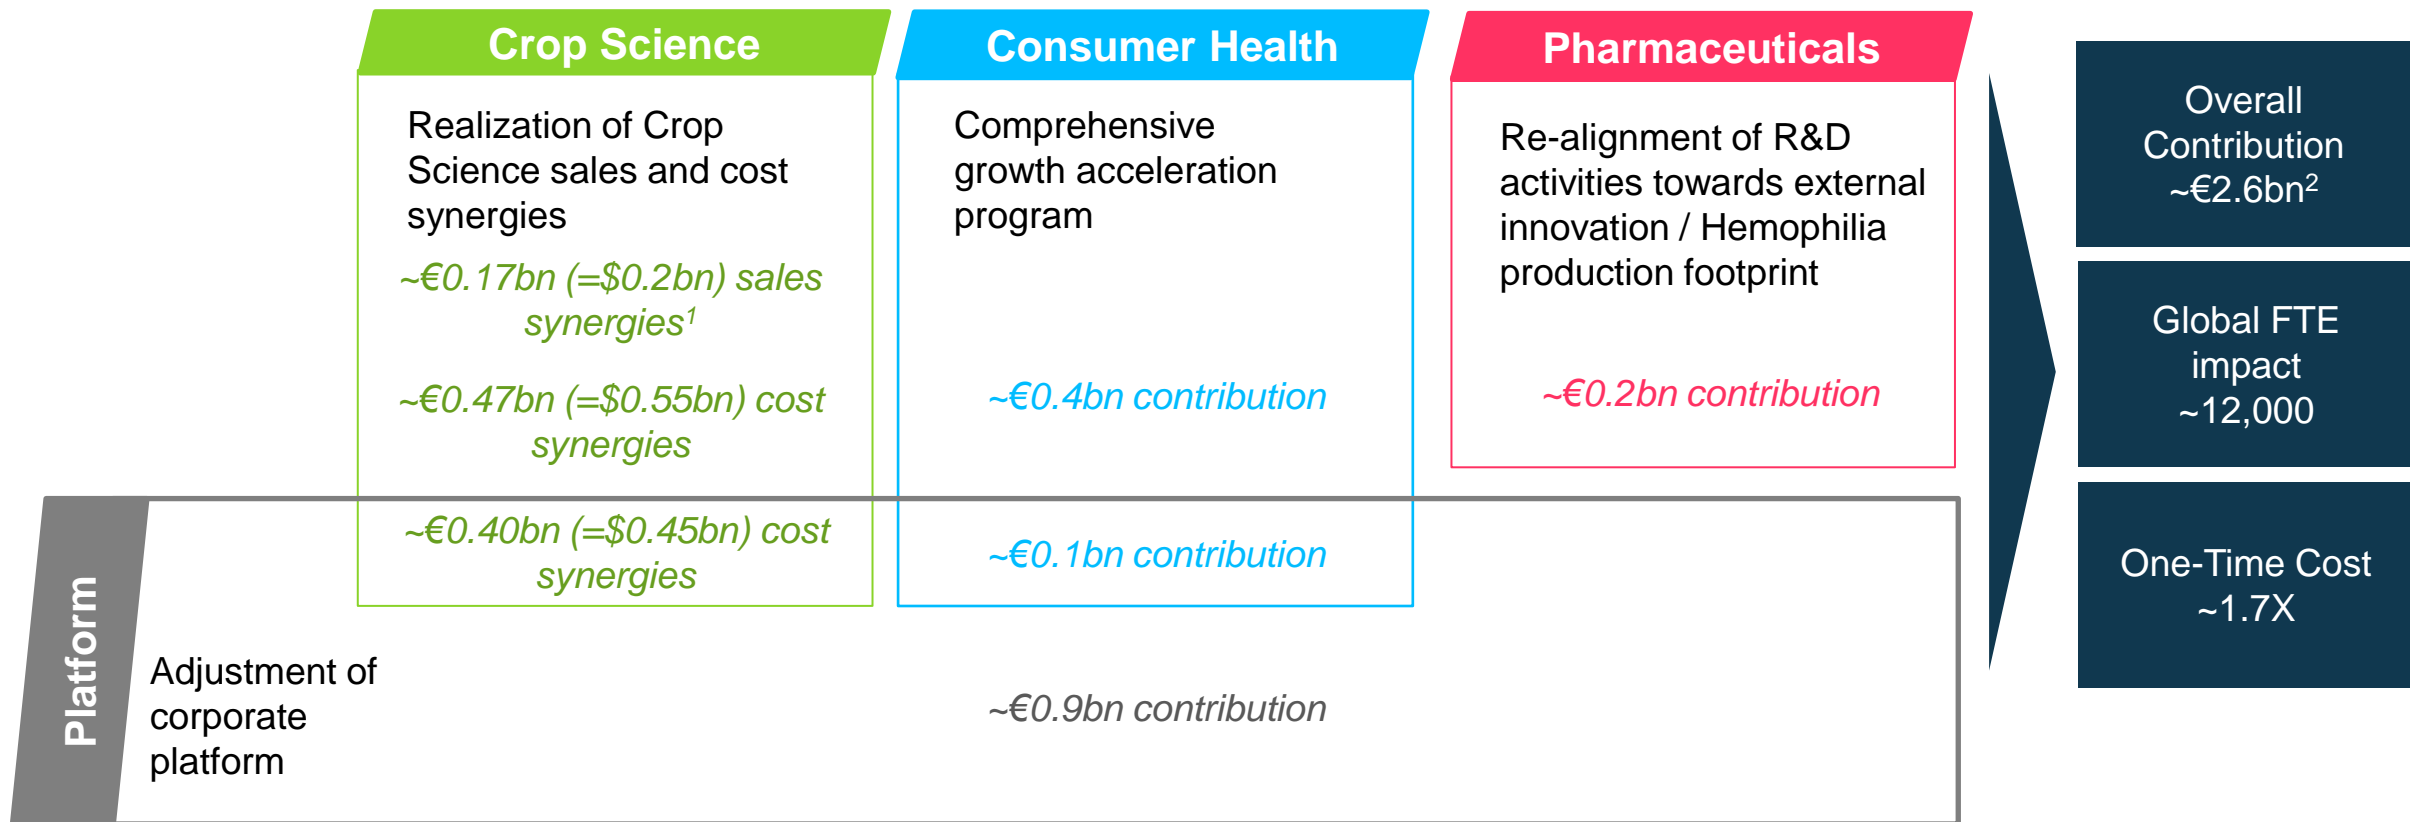 Crop Science
Realization of Crop
Science sales and cost
synergies
~€0.17bn (=$0.2bn) sales
synergies¹
~€0.47bn (=$0.55bn) cost
synergies
~€0.40bn (=$0.45bn) cost
synergies
Consumer Health
Comprehensive
growth acceleration
program
~€0.4bn contribution
~€0.1bn contribution
Pharmaceuticals
Re-alignment of R&D
activities towards external
innovation / Hemophilia
production footprint
~€0.2bn contribution
Platform
Adjustment of
corporate
platform
~€0.9bn contribution
Overall
Contribution
~€2.6bn²
Global FTE
impact
~12,000
One-Time Cost
~1.7X